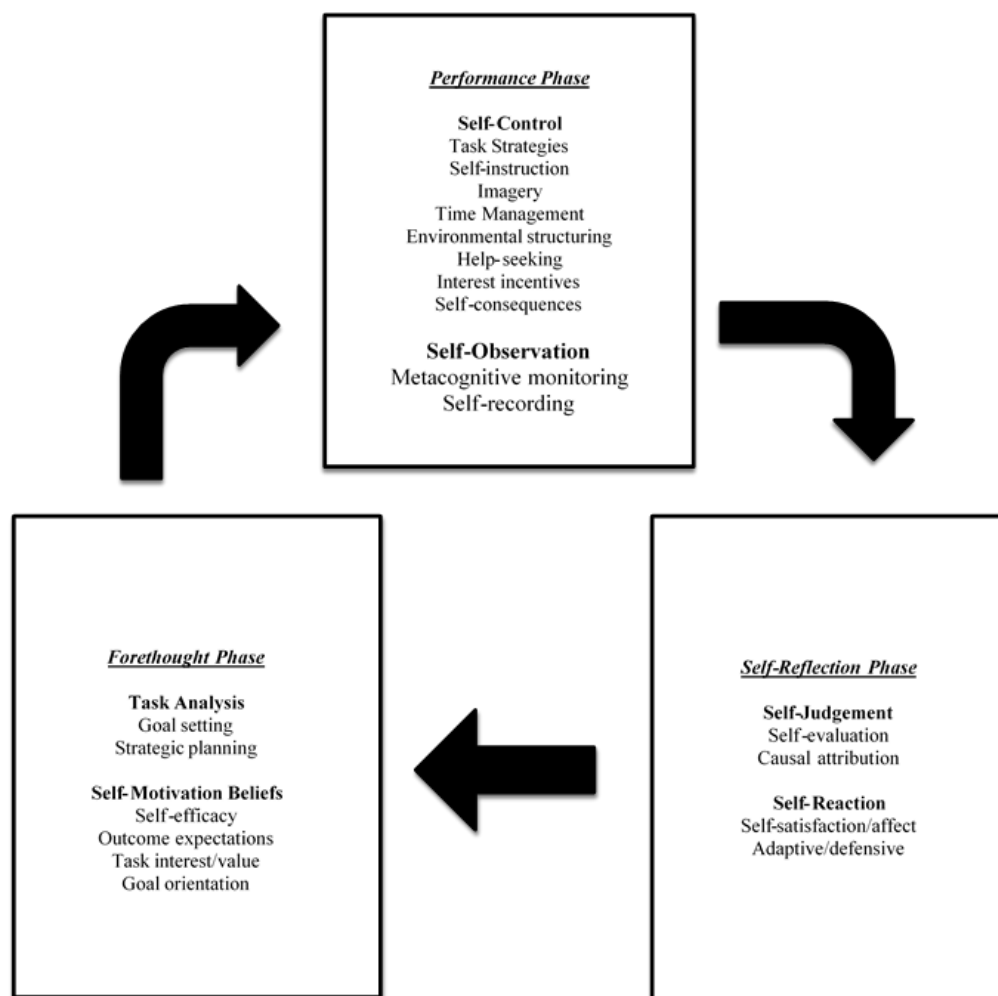 Performance Phase
Self-Control
Task Strategies
Self-instruction
Imagery
Time Management
Environmental structuring
Help-seeking
Interest incentives
Self-consequences
Self-Observation
Metacognitive monitoring
Self-recording
Forethought Phase
Task Analysis
Goal setting
Strategic planning
Self-Motivation Beliefs
Self-efficacy
Outcome expectations
Task interest/value
Goal orientation
Self-Reflection Phase
Self-Judgement
Self-evaluation
Causal attribution
Self-Reaction
Self-satisfaction/affect
Adaptive/defensive